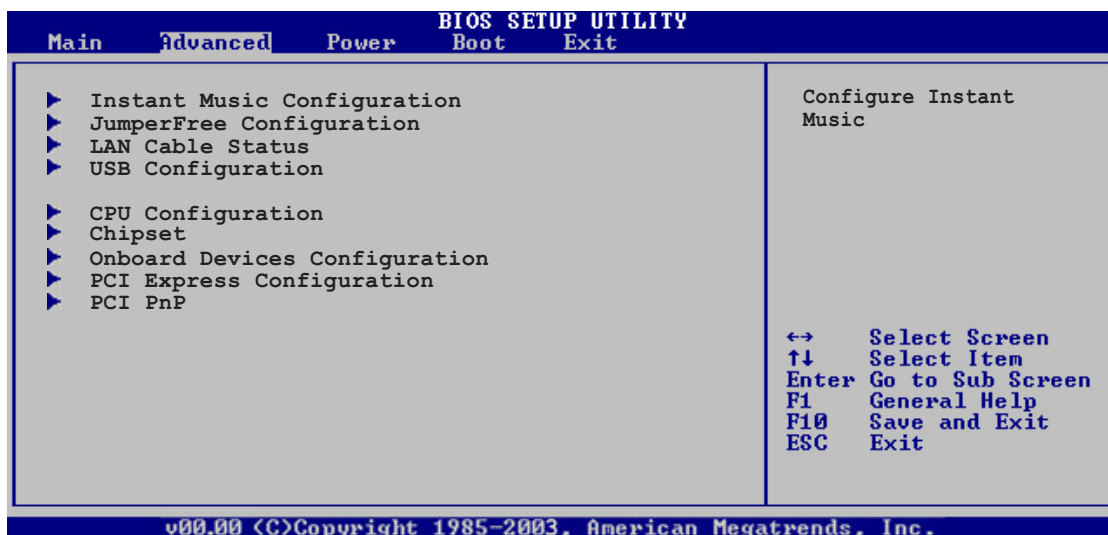 BIOS SETUP UTILITY
Main Advanced Power Boot Exit
Instant Music Configuration
JumperFree Configuration
LAN Cable Status
USB Configuration
CPU Configuration
Chipset
Onboard Devices Configuration
PCI Express Configuration
PCI PnP
Configure Instant
Music
←→ Select Screen
↑↓ Select Item
Enter Go to Sub Screen
F1 General Help
F10 Save and Exit
ESC Exit
v00.00 (C)Copyright 1985-2003, American Megatrends, Inc.